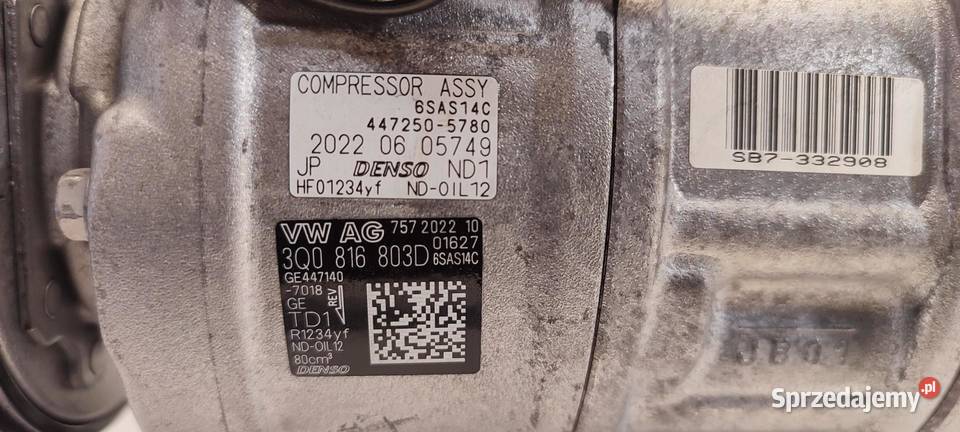 COMPRESSOR ASSY
6SAS14C
447250-5780
2022 06 05749
JP DENSO ND1
HF01234yf ND-OIL12
VW AG 757 2022 10
01627
3Q0 816 803D 6SAS14C
GE447140
-7018
GE
REV
TD1
R1234yf
ND-OIL12
80cm³
DENSO
SB7-332908
Sprzedajemy.pl